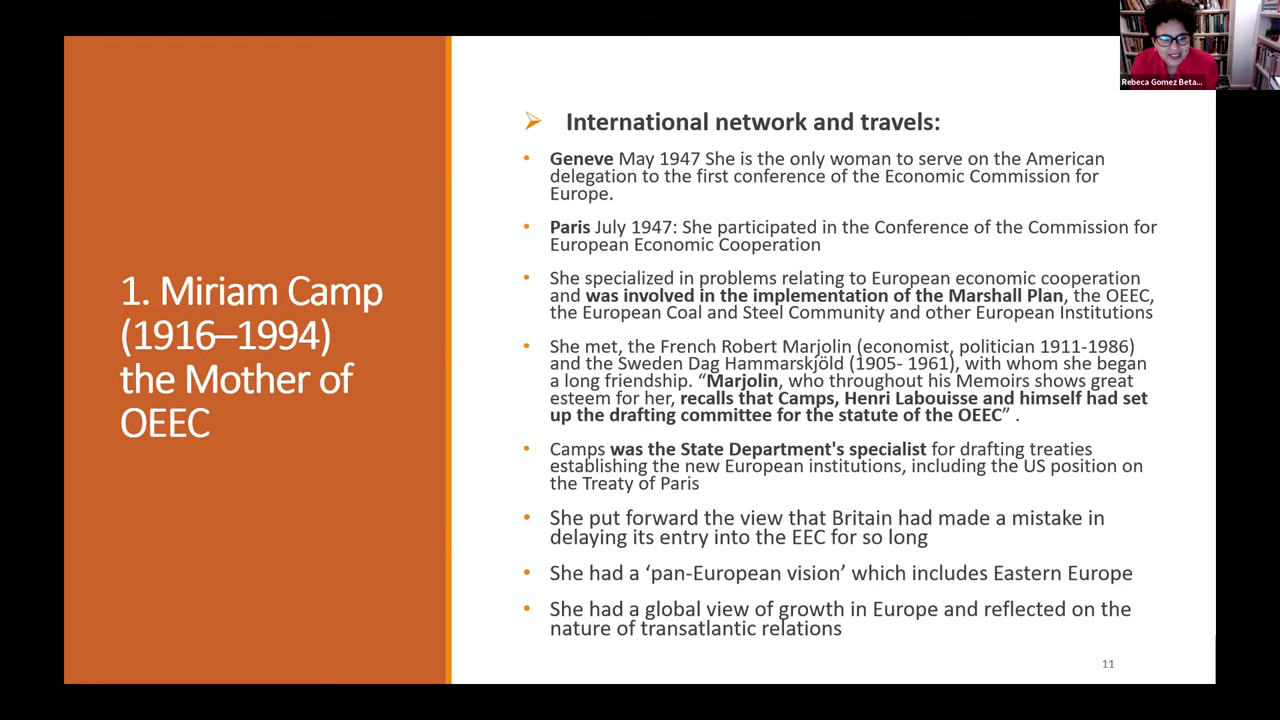 Rebeca Gomez Beta...
1. Miriam Camp
(1916–1994)
the Mother of
OEEC
International network and travels:
Geneve May 1947 She is the only woman to serve on the American
delegation to the first conference of the Economic Commission for
Europe.
Paris July 1947: She participated in the Conference of the Commission for
European Economic Cooperation
She specialized in problems relating to European economic cooperation
and was involved in the implementation of the Marshall Plan, the OEEC,
the European Coal and Steel Community and other European Institutions
She met, the French Robert Marjolin (economist, politician 1911-1986)
and the Sweden Dag Hammarskjöld (1905- 1961), with whom she began
a long friendship. “Marjolin, who throughout his Memoirs shows great
esteem for her, recalls that Camps, Henri Labouisse and himself had set
up the drafting committee for the statute of the OEEC” .
Camps was the State Department's specialist for drafting treaties
establishing the new European institutions, including the US position on
the Treaty of Paris
She put forward the view that Britain had made a mistake in
delaying its entry into the EEC for so long
She had a ‘pan-European vision’ which includes Eastern Europe
She had a global view of growth in Europe and reflected on the
nature of transatlantic relations
11